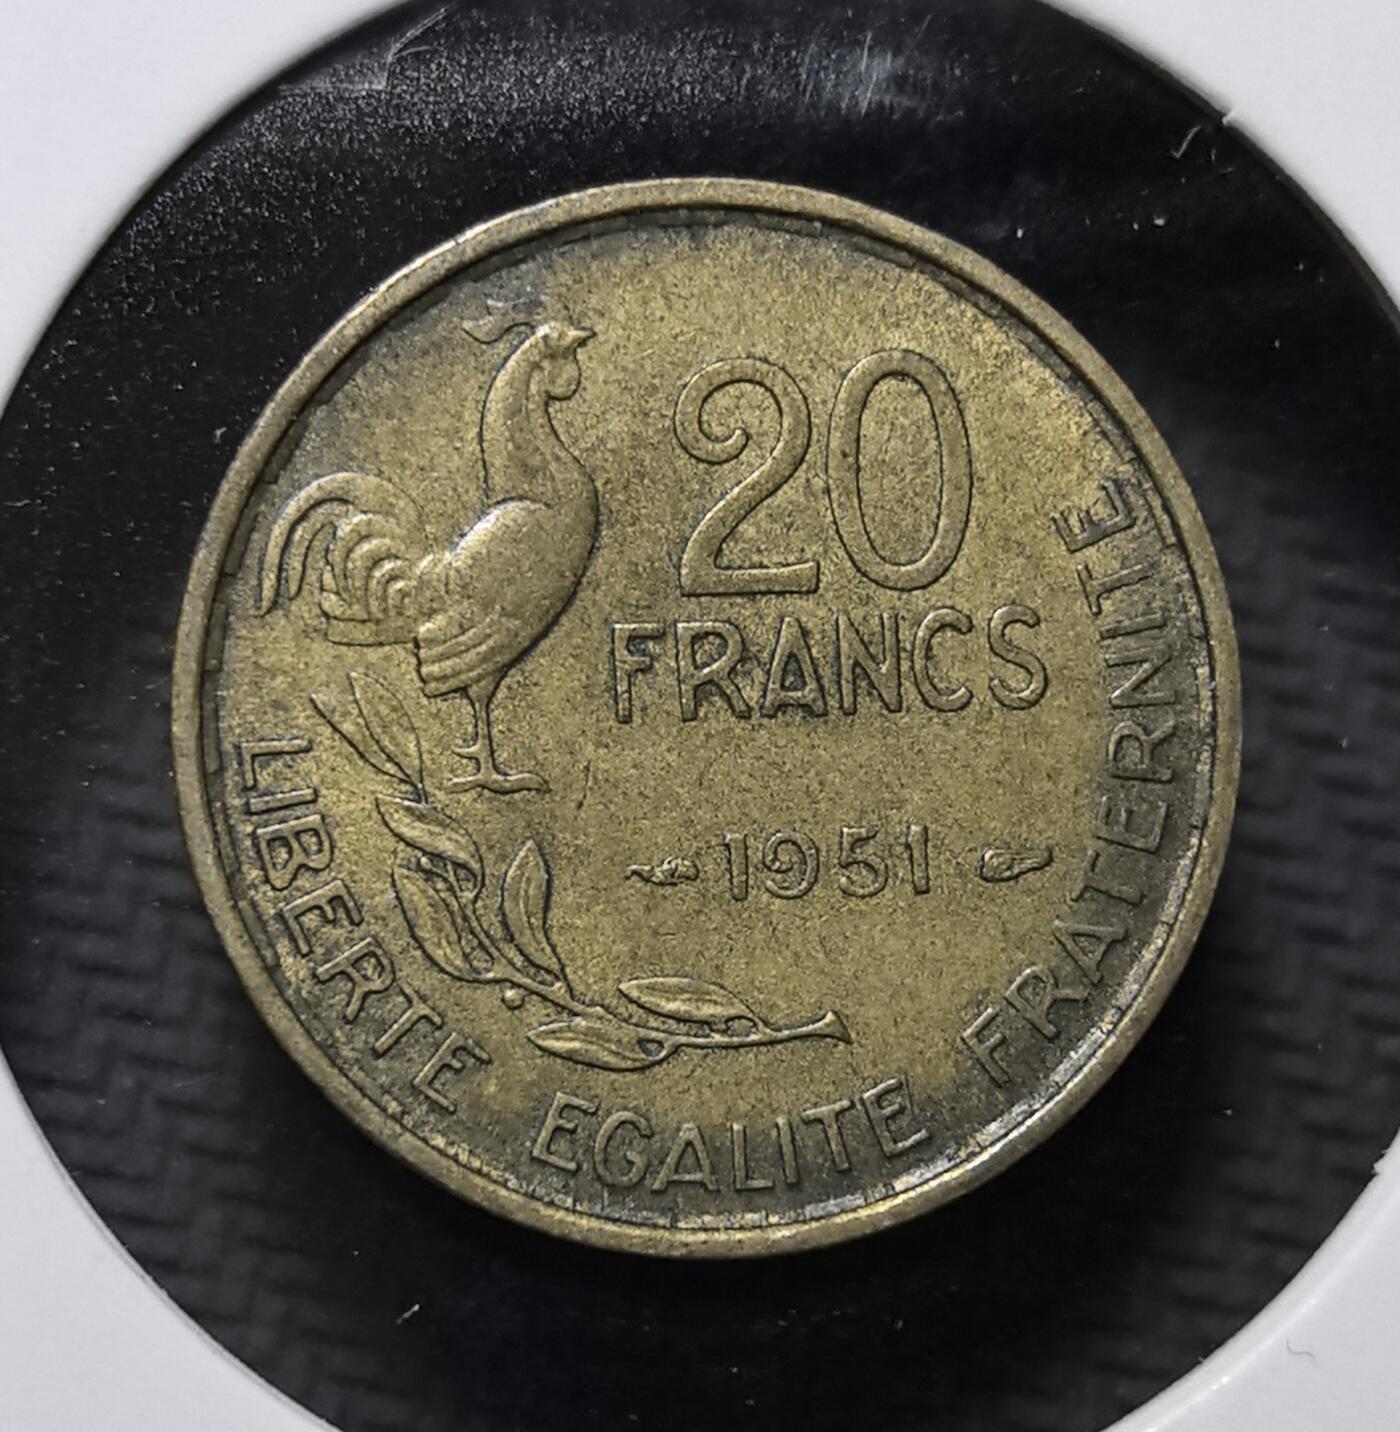 20
FRANCS
1951
LIBERTE EGALITE FRATERNITE